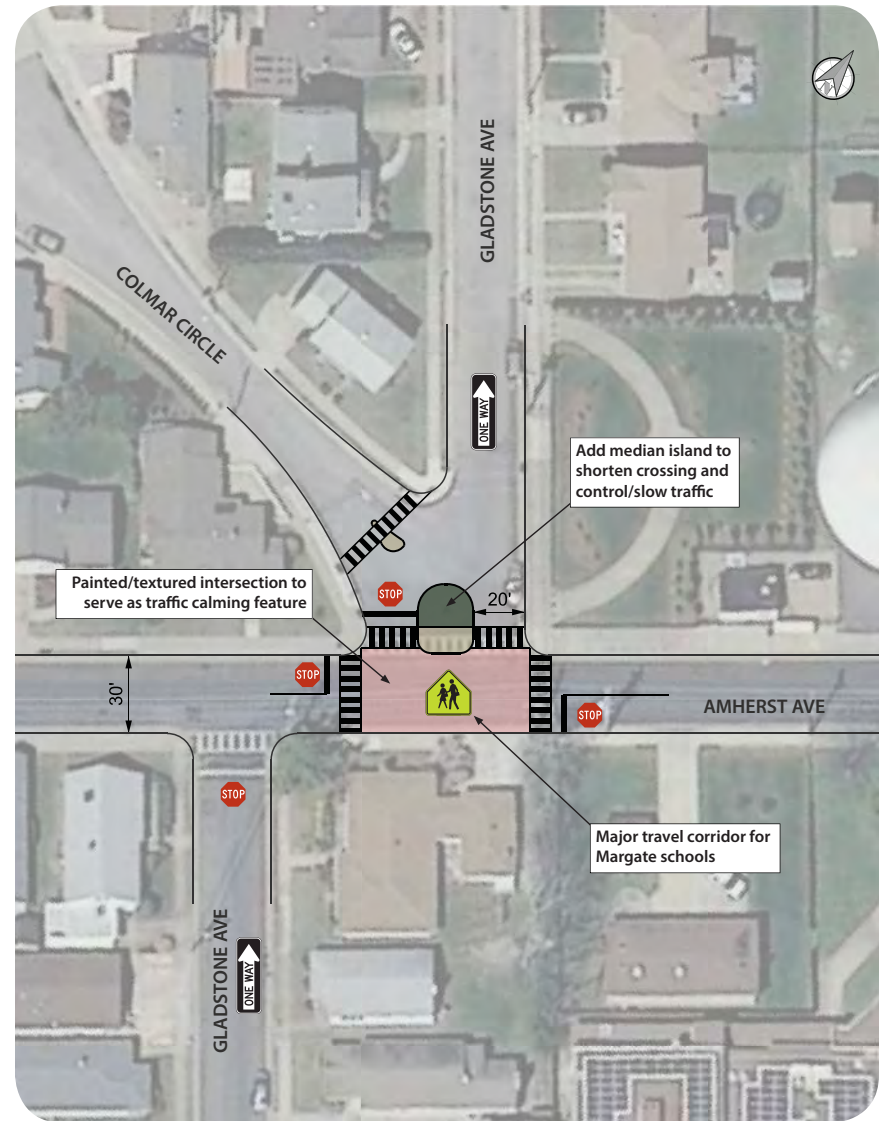 GLADSTONE AVE
COLMAR CIRCLE
ONE WAY
Add median island to
shorten crossing and
control/slow traffic
Painted/textured intersection to
serve as traffic calming feature
STOP
20'
STOP
30'
STOP
AMHERST AVE
STOP
Major travel corridor for
Margate schools
GLADSTONE AVE
ONE WAY